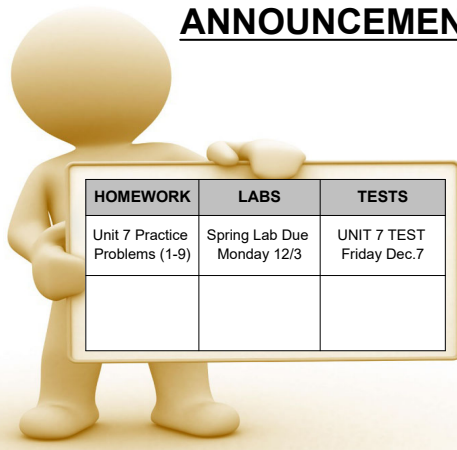 ANNOUNCEMEN
HOMEWORK LABS TESTS
Unit 7 Practice Spring Lab Due UNIT 7 TEST
Problems (1-9) Monday 12/3 Friday Dec.7